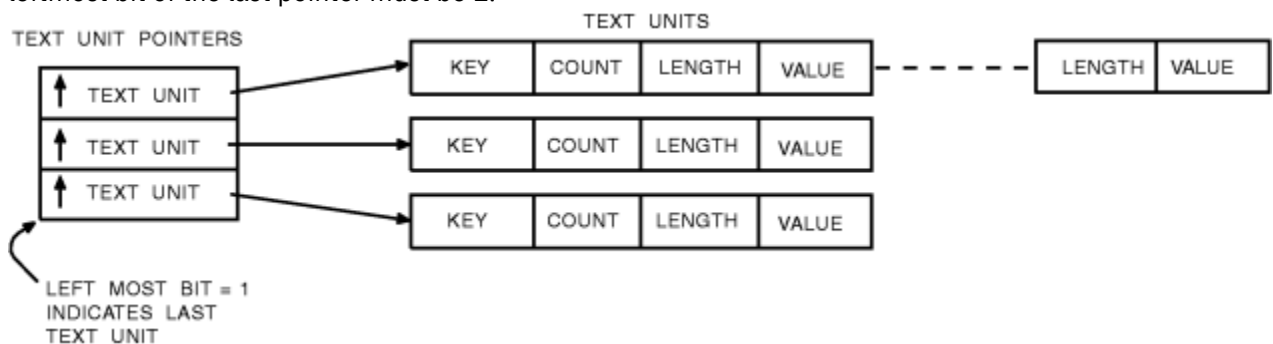 leftmost bit of the last pointer must be 1.
TEXT UNITS
TEXT UNIT POINTERS
KEY COUNT LENGTH VALUE LENGTH VALUE
TEXT UNIT
TEXT UNIT
KEY COUNT LENGTH VALUE
TEXT UNIT
KEY COUNT LENGTH VALUE
LEFT MOST BIT = 1
INDICATES LAST
TEXT UNIT